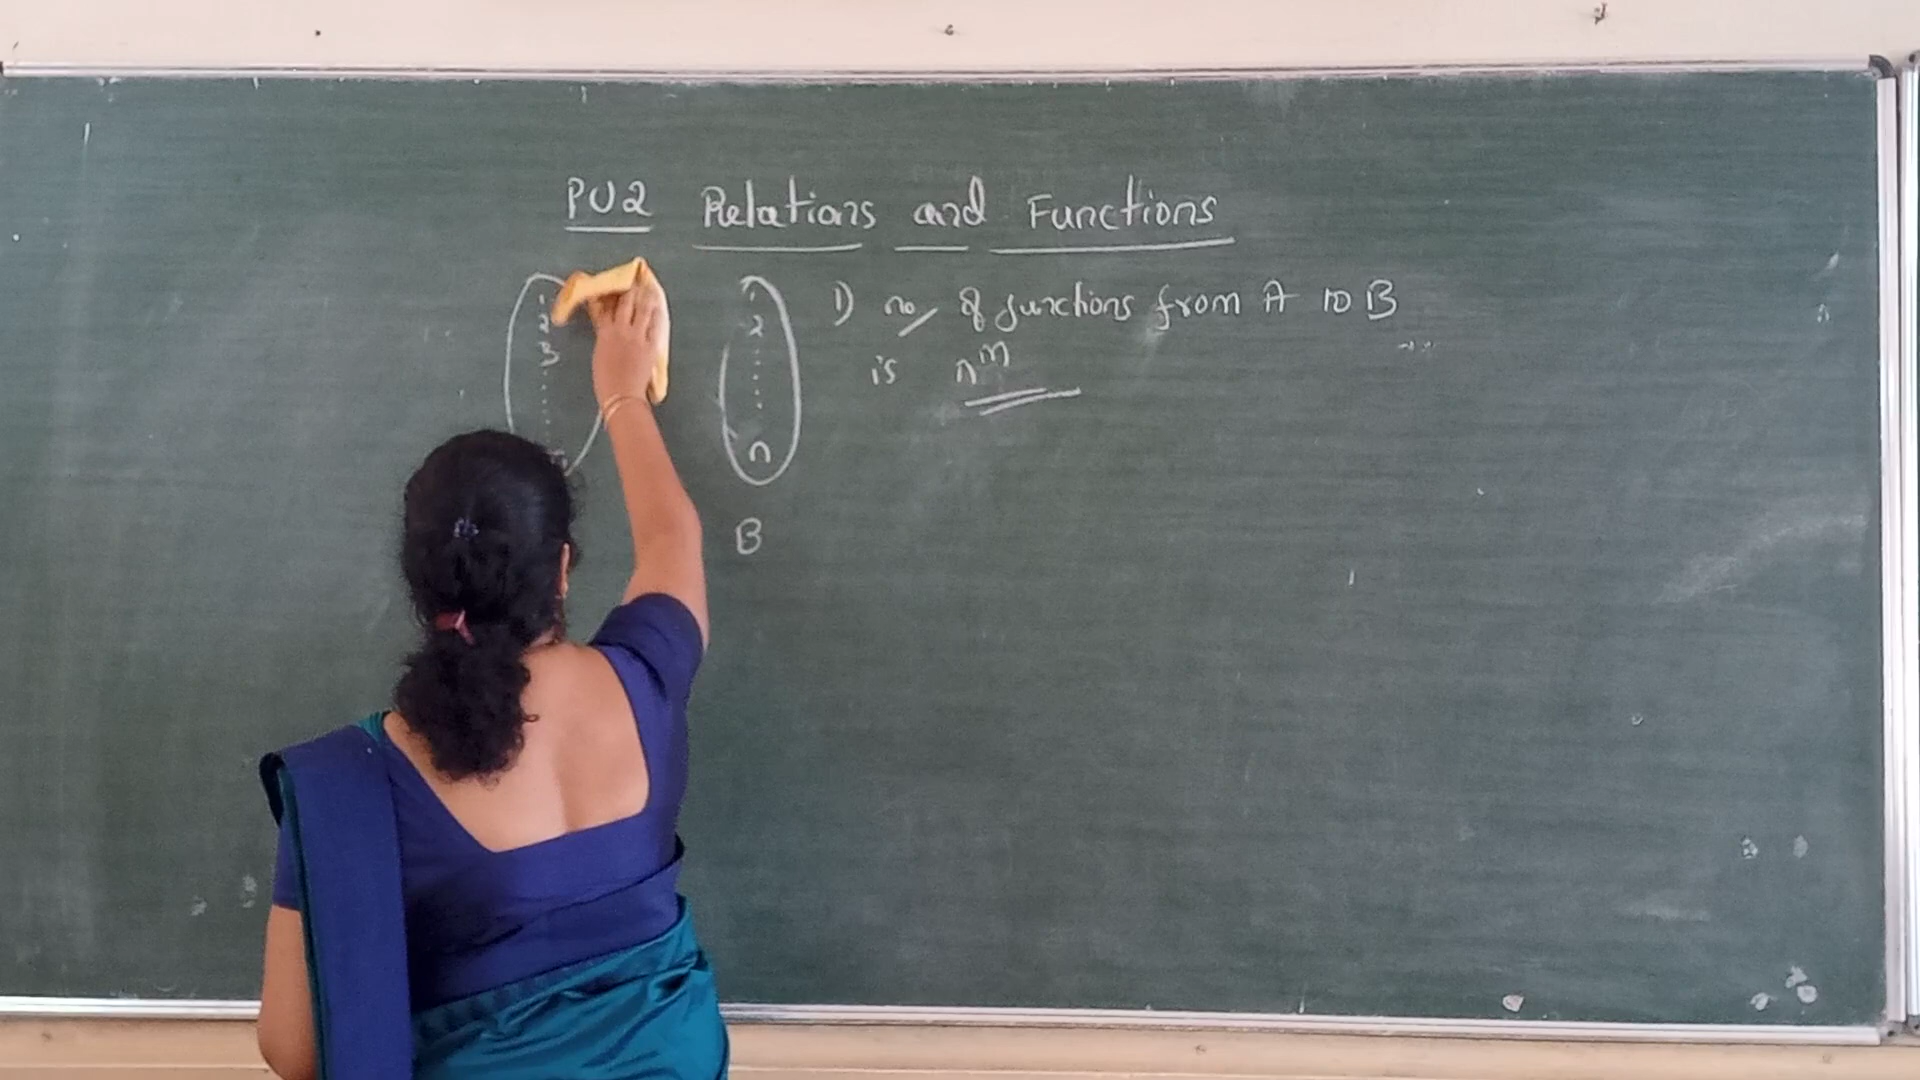 PU2 Relations and Functions
1) no/ of functions from A to B
is n^m
2
3
2
n
B